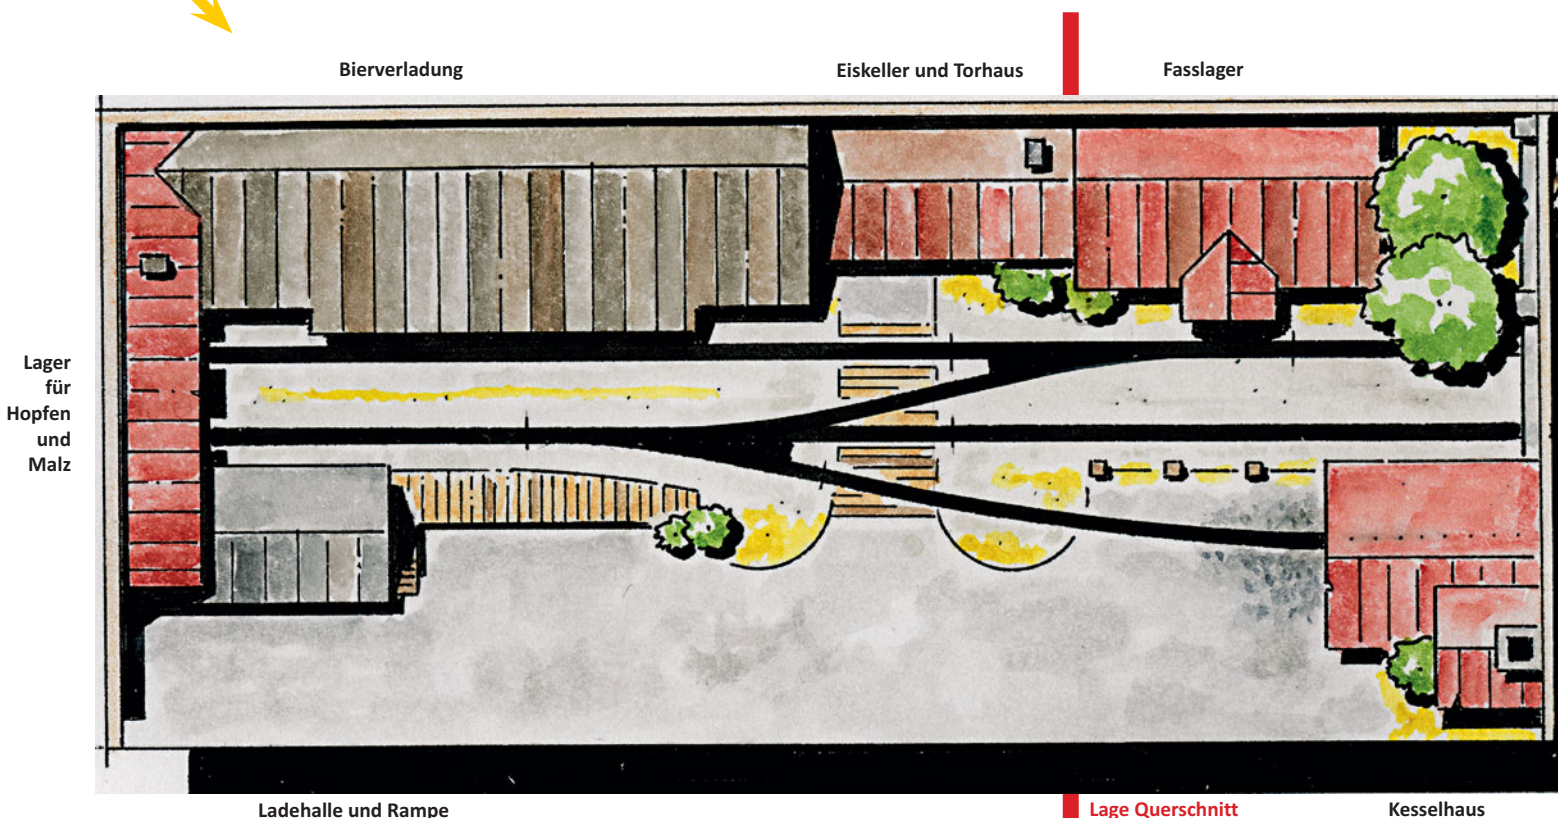 Bierverladung
Eiskeller und Torhaus
Fasslager
Lager
für
Hopfen
und
Malz
Ladehalle und Rampe
Lage Querschnitt
Kesselhaus